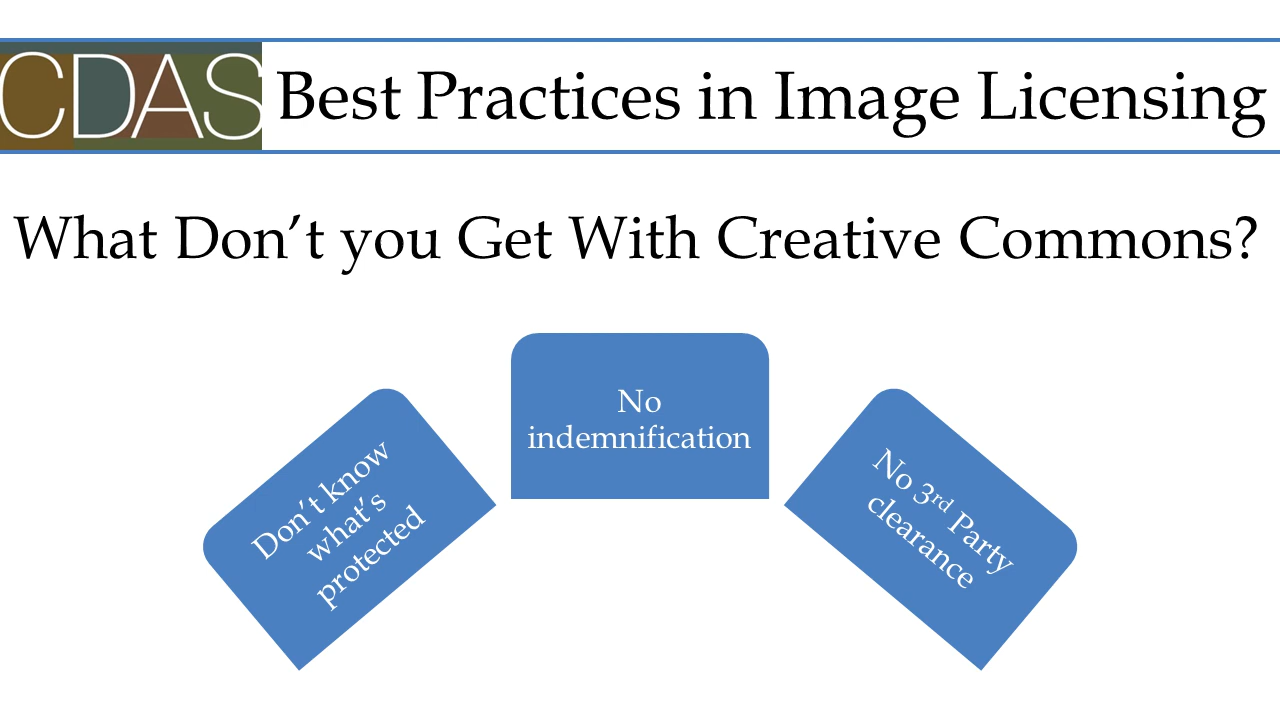 CDAS
Best Practices in Image Licensing
What Don’t you Get With Creative Commons?
Don’t know
what’s
protected
No
indemnification
No 3rd Party
clearance